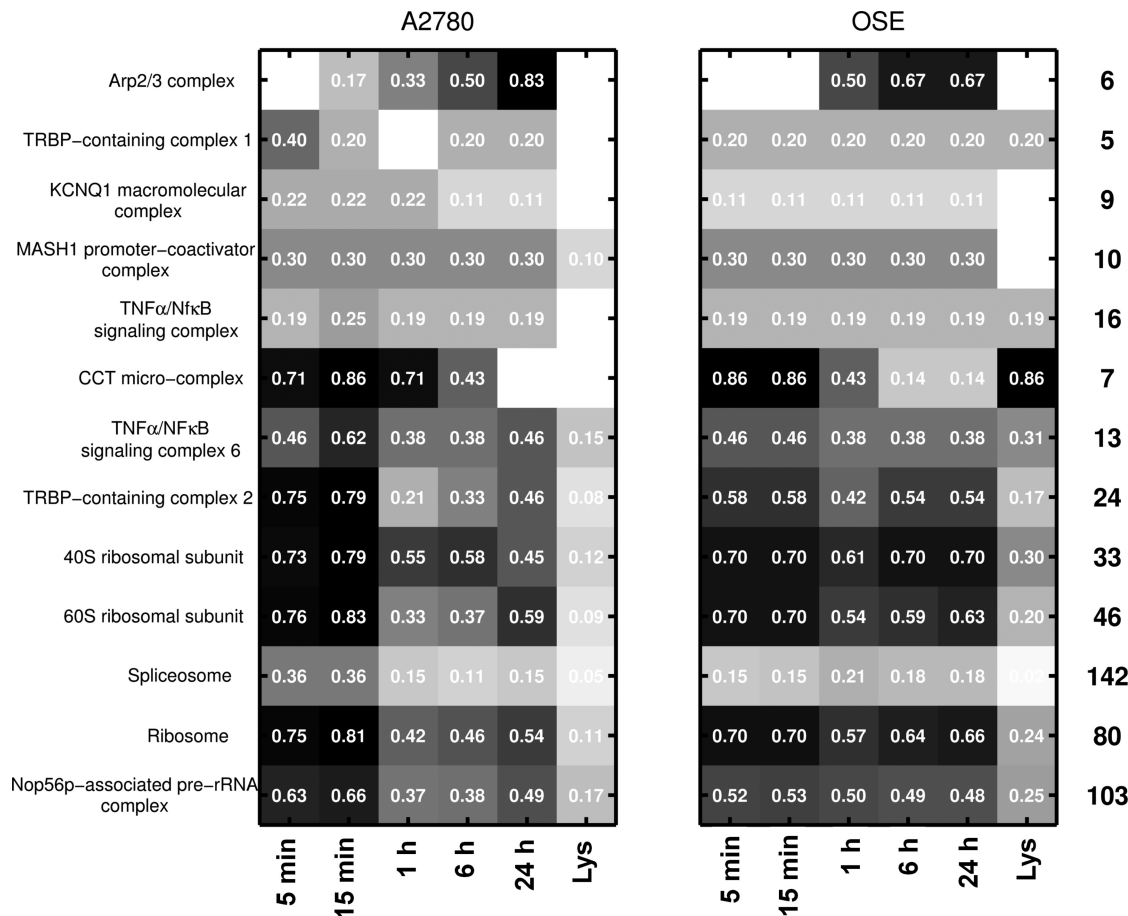 A2780 OSE
Arp2/3 complex 0.17 0.33 0.50 0.83 0.50 0.67 0.67 6
TRBP−containing complex 1 0.40 0.20 0.20 0.20 0.20 0.20 0.20 0.20 0.20 0.20 5
KCNQ1 macromolecular
complex 0.22 0.22 0.22 0.11 0.11 0.11 0.11 0.11 0.11 0.11 9
MASH1 promoter−coactivator
complex 0.30 0.30 0.30 0.30 0.30 0.10 0.30 0.30 0.30 0.30 0.30 10
TNFα/NfκB
signaling complex 0.19 0.25 0.19 0.19 0.19 0.19 0.19 0.19 0.19 0.19 0.19 16
CCT micro−complex 0.71 0.86 0.71 0.43 0.86 0.86 0.43 0.14 0.14 0.86 7
TNFα/NFκB
signaling complex 6 0.46 0.62 0.38 0.38 0.46 0.15 0.46 0.46 0.38 0.38 0.38 0.31 13
TRBP−containing complex 2 0.75 0.79 0.21 0.33 0.46 0.08 0.58 0.58 0.42 0.54 0.54 0.17 24
40S ribosomal subunit 0.73 0.79 0.55 0.58 0.45 0.12 0.70 0.70 0.61 0.70 0.70 0.30 33
60S ribosomal subunit 0.76 0.83 0.33 0.37 0.59 0.09 0.70 0.70 0.54 0.59 0.63 0.20 46
Spliceosome 0.36 0.36 0.15 0.11 0.15 0.05 0.15 0.15 0.21 0.18 0.18 0.02 142
Ribosome 0.75 0.81 0.42 0.46 0.54 0.11 0.70 0.70 0.57 0.64 0.66 0.24 80
Nop56p−associated pre−rRNA
complex 0.63 0.66 0.37 0.38 0.49 0.17 0.52 0.53 0.50 0.49 0.48 0.25 103
5 min 15 min 1 h 6 h 24 h Lys 5 min 15 min 1 h 6 h 24 h Lys